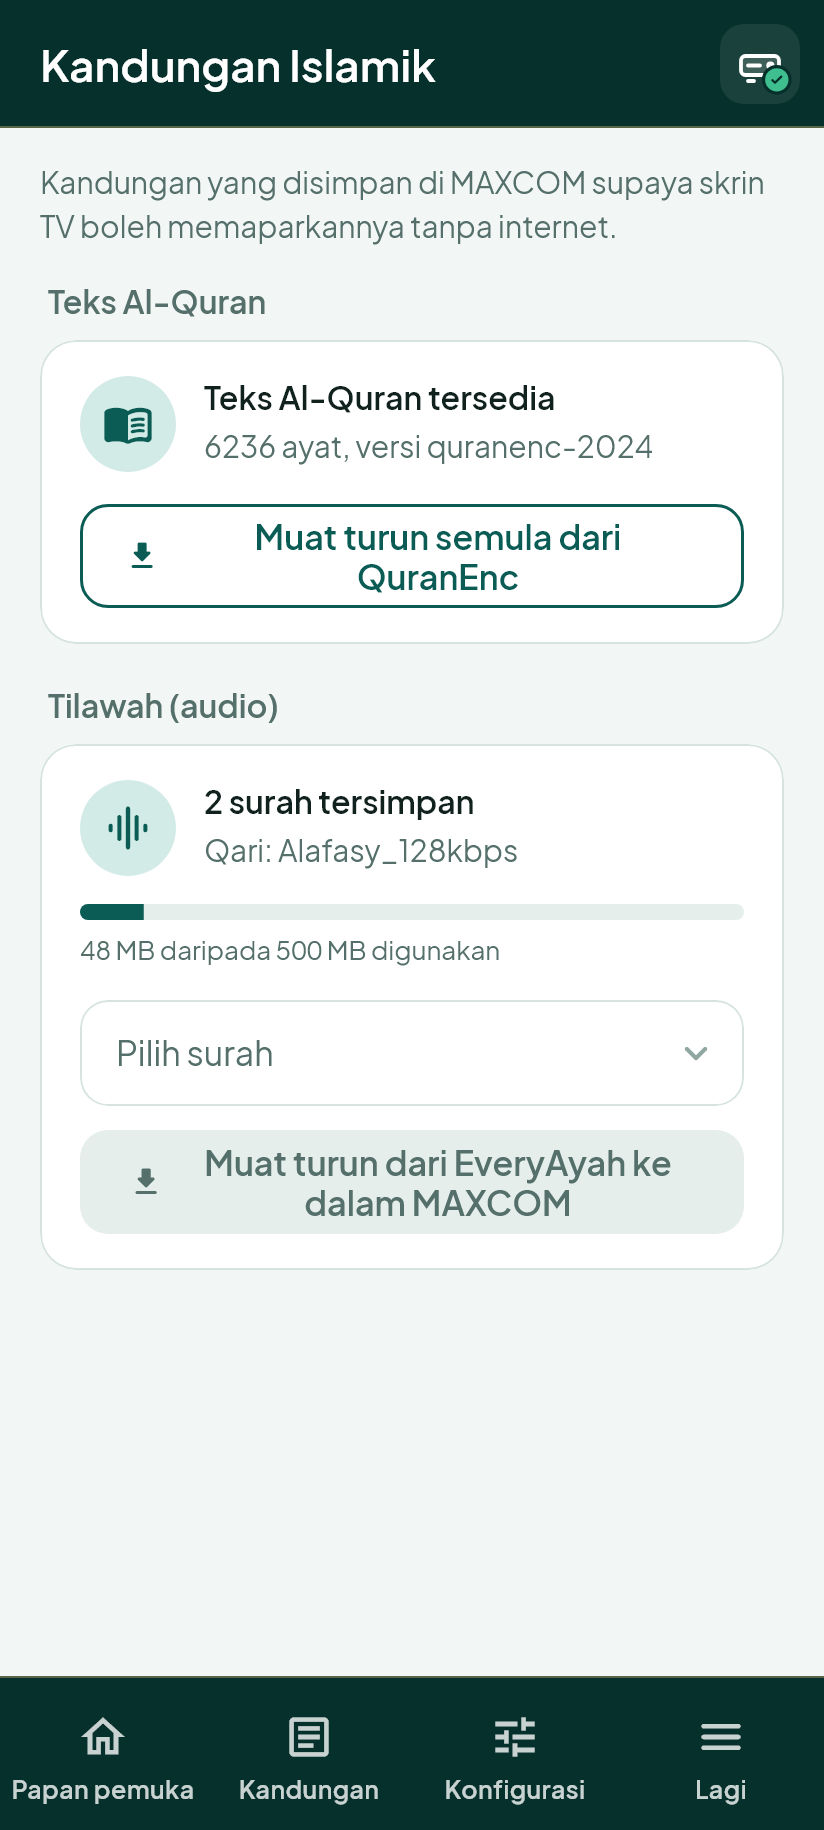 Kandungan Islamik
Kandungan yang disimpan di MAXCOM supaya skrin
TV boleh memaparkannya tanpa internet.
Teks Al-Quran
Teks Al-Quran tersedia
6236 ayat, versi quranenc-2024
Muat turun semula dari
QuranEnc
Tilawah (audio)
2 surah tersimpan
Qari: Alafasy_128kbps
48 MB daripada 500 MB digunakan
Pilih surah
Muat turun dari EveryAyah ke
dalam MAXCOM
Papan pemuka
Kandungan
Konfigurasi
Lagi